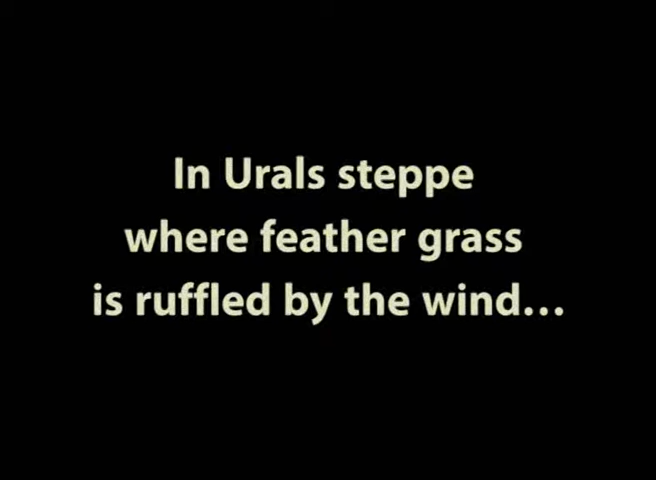 In Urals steppe
where feather grass
is ruffled by the wind...